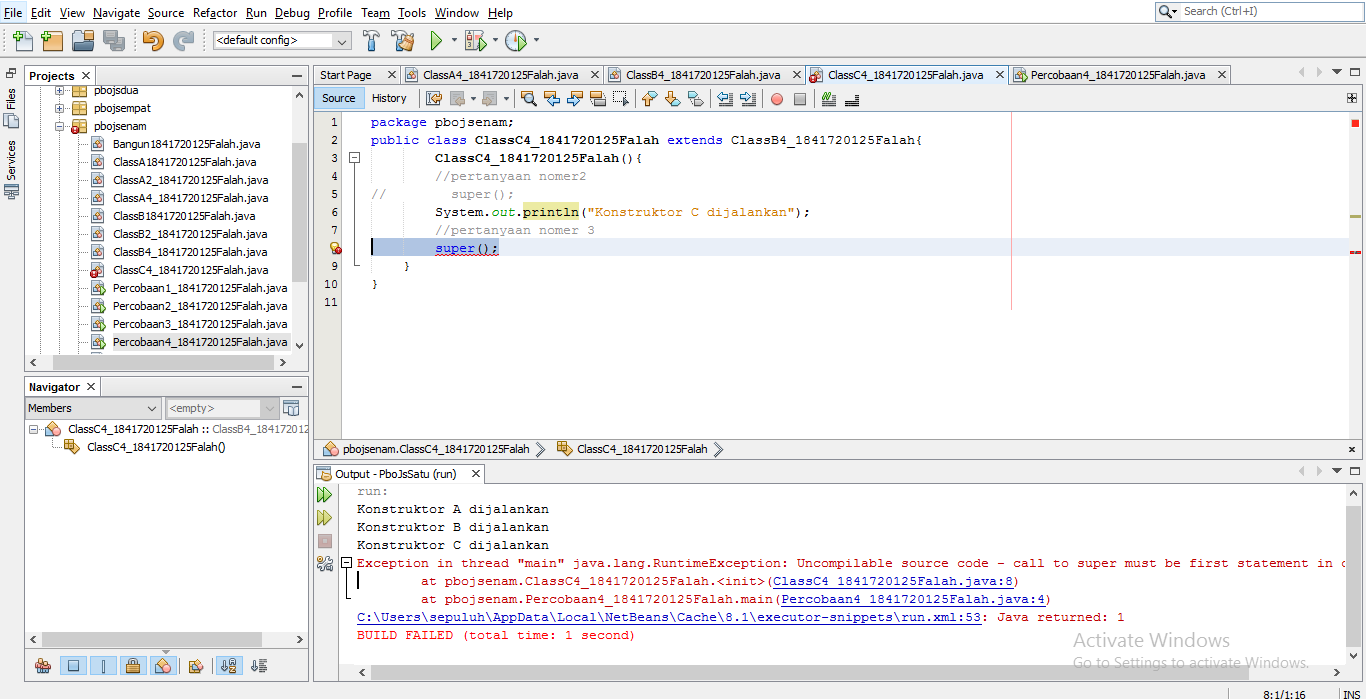 File Edit View Navigate Source Refactor Run Debug Profile Team Tools Window Help
Search (Ctrl+I)
<default config>
Files
Services
Projects
pbojsdua
pbojsempat
pbojsenam
Bangun1841720125Falah.java
ClassA1841720125Falah.java
ClassA2_1841720125Falah.java
ClassA4_1841720125Falah.java
ClassB1841720125Falah.java
ClassB2_1841720125Falah.java
ClassB4_1841720125Falah.java
ClassC4_1841720125Falah.java
Percobaan1_1841720125Falah.java
Percobaan2_1841720125Falah.java
Percobaan3_1841720125Falah.java
Percobaan4_1841720125Falah.java
Navigator
Members
<empty>
ClassC4_1841720125Falah :: ClassB4_184172012
ClassC4_1841720125Falah()
Start Page ClassA4_1841720125Falah.java ClassB4_1841720125Falah.java ClassC4_1841720125Falah.java Percobaan4_1841720125Falah.java
Source History
1 package pbojsenam;
2 public class ClassC4_1841720125Falah extends ClassB4_1841720125Falah{
3 ClassC4_1841720125Falah(){
4 //pertanyaan nomer2
5 // super();
6 System.out.println("Konstruktor C dijalankan");
7 //pertanyaan nomer 3
super();
9 }
10 }
11
pbojsenam.ClassC4_1841720125Falah ClassC4_1841720125Falah
Output - PboJsSatu (run)
run:
Konstruktor A dijalankan
Konstruktor B dijalankan
Konstruktor C dijalankan
Exception in thread "main" java.lang.RuntimeException: Uncompilable source code - call to super must be first statement in c
at pbojsenam.ClassC4_1841720125Falah.<init>(ClassC4_1841720125Falah.java:8)
at pbojsenam.Percobaan4_1841720125Falah.main(Percobaan4_1841720125Falah.java:4)
C:\Users\sepuluh\AppData\Local\NetBeans\Cache\8.1\executor-snippets\run.xml:53: Java returned: 1
BUILD FAILED (total time: 1 second)
Activate Windows
Go to Settings to activate Windows.
8:1/1:16 INS